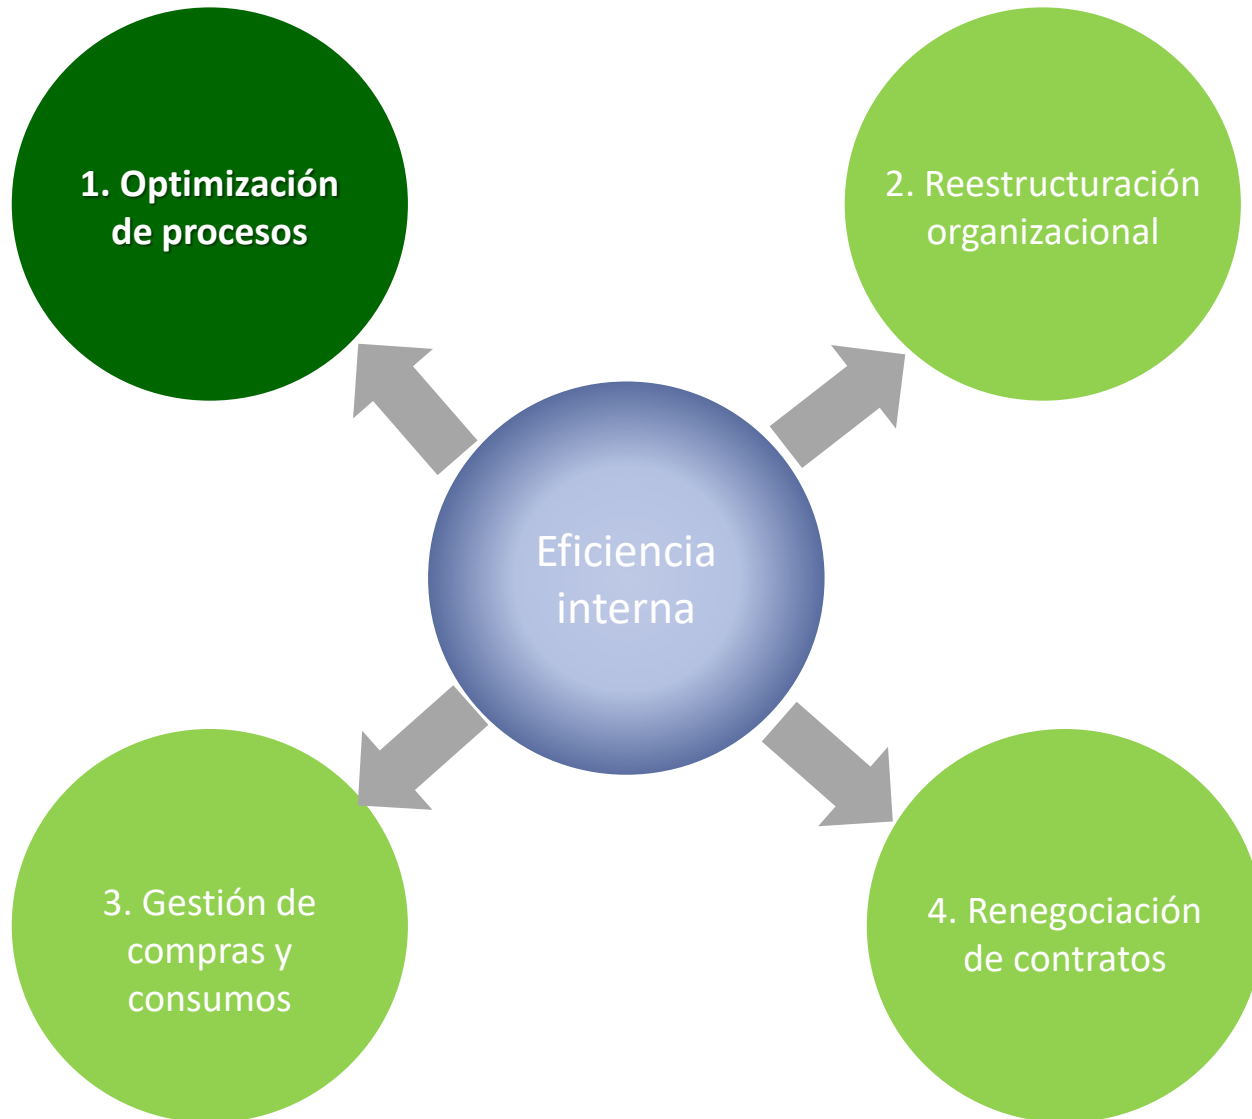 1. Optimización
de procesos
2. Reestructuración
organizacional
Eficiencia
interna
3. Gestión de
compras y
consumos
4. Renegociación
de contratos